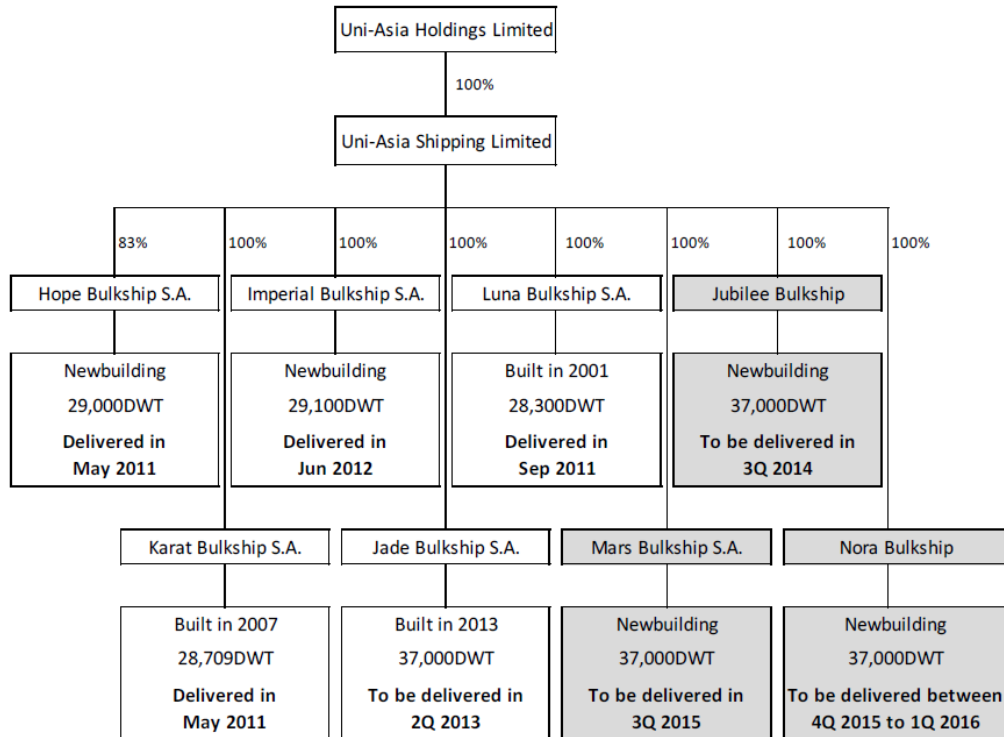 Uni-Asia Holdings Limited
100%
Uni-Asia Shipping Limited
83%
100%
100%
100%
100%
100%
100%
100%
Hope Bulkship S.A.
Imperial Bulkship S.A.
Luna Bulkship S.A.
Jubilee Bulkship
Newbuilding
29,000DWT
Delivered in
May 2011
Newbuilding
29,100DWT
Delivered in
Jun 2012
Built in 2001
28,300DWT
Delivered in
Sep 2011
Newbuilding
37,000DWT
To be delivered in
3Q 2014
Karat Bulkship S.A.
Jade Bulkship S.A.
Mars Bulkship S.A.
Nora Bulkship
Built in 2007
28,709DWT
Delivered in
May 2011
Built in 2013
37,000DWT
To be delivered in
2Q 2013
Newbuilding
37,000DWT
To be delivered in
3Q 2015
Newbuilding
37,000DWT
To be delivered between
4Q 2015 to 1Q 2016